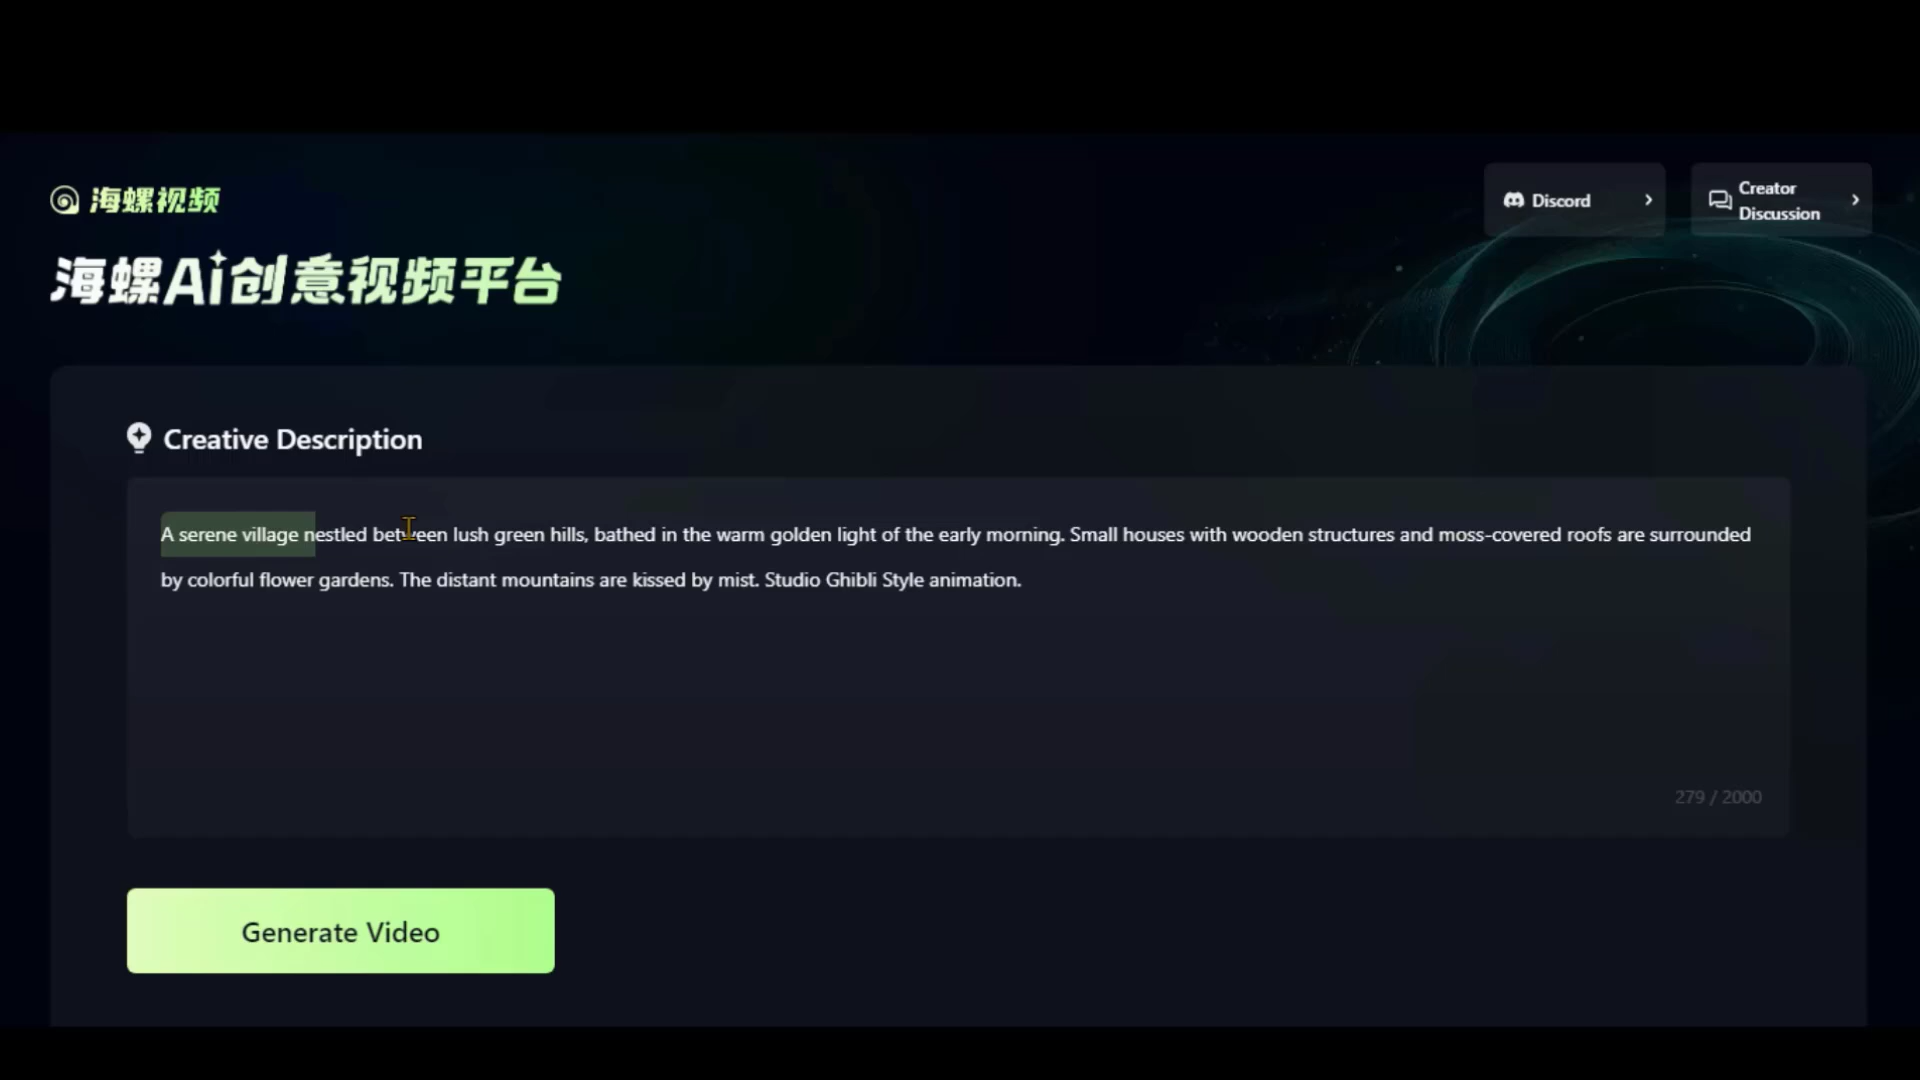 海螺视频
Discord
Creator
Discussion
海螺Ai创意视频平台
Creative Description
A serene village nestled between lush green hills, bathed in the warm golden light of the early morning. Small houses with wooden structures and moss-covered roofs are surrounded
by colorful flower gardens. The distant mountains are kissed by mist. Studio Ghibli Style animation.
279 / 2000
Generate Video